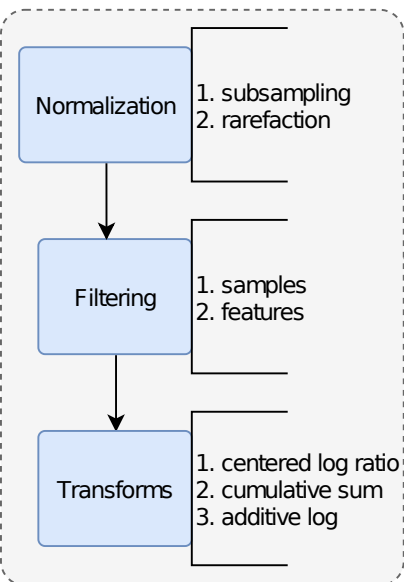 Normalization
1. subsampling
2. rarefaction
Filtering
1. samples
2. features
Transforms
1. centered log ratio
2. cumulative sum
3. additive log